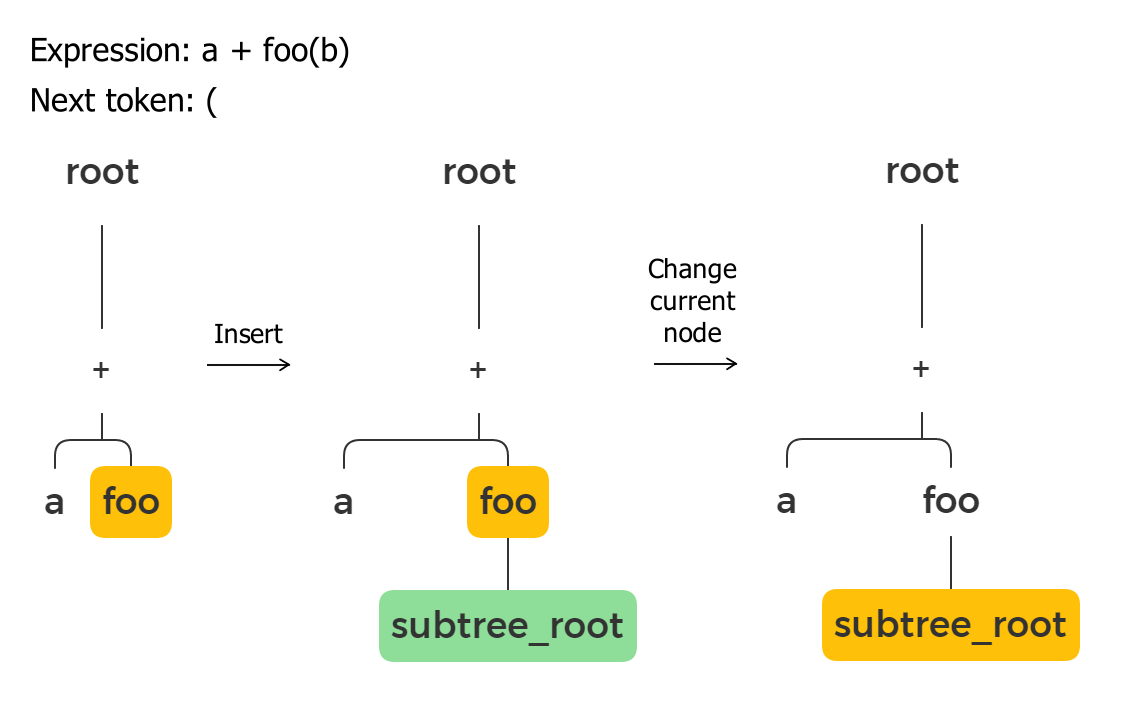 Expression: a + foo(b)
Next token: (
root
+
a
foo
Insert
root
+
a
foo
subtree_root
Change
current
node
root
+
a
foo
subtree_root